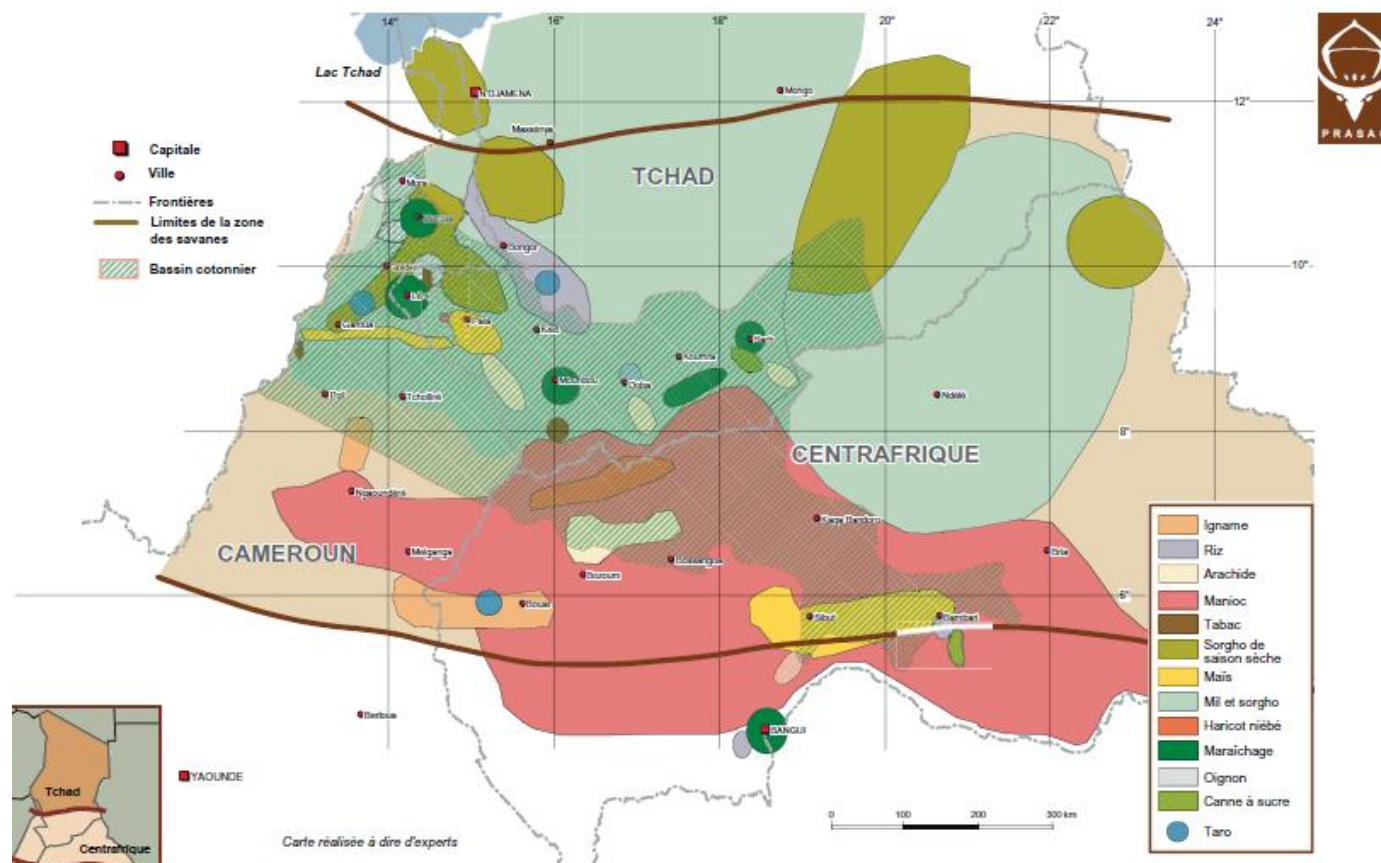 14°
16°
18°
20°
22°
24°
Lac Tchad
N'DJAMENA
Mongo
12°
PRASAC
Capitale
Ville
Frontières
Limites de la zone
des savanes
Bassin cotonnier
TCHAD
Mora
Bongor
10°
Garoua
Pala
Kélo
Koumra
Sarh
Moundou
Doba
Poli
Tcholliré
Ndélé
8°
CENTRAFRIQUE
Ngaoundéré
Kaga Bandoro
CAMEROUN
Meiganga
Bossangoa
Bria
Bozoum
6°
Bouar
Sibut
Bambari
Bertoua
BANGUI
YAOUNDE
Igname
Riz
Arachide
Manioc
Tabac
Sorgho de
saison sèche
Maïs
Mil et sorgho
Haricot niébé
Maraîchage
Oignon
Canne à sucre
Taro
Tchad
Centrafrique
0 100 200 300 km
Carte réalisée à dire d'experts